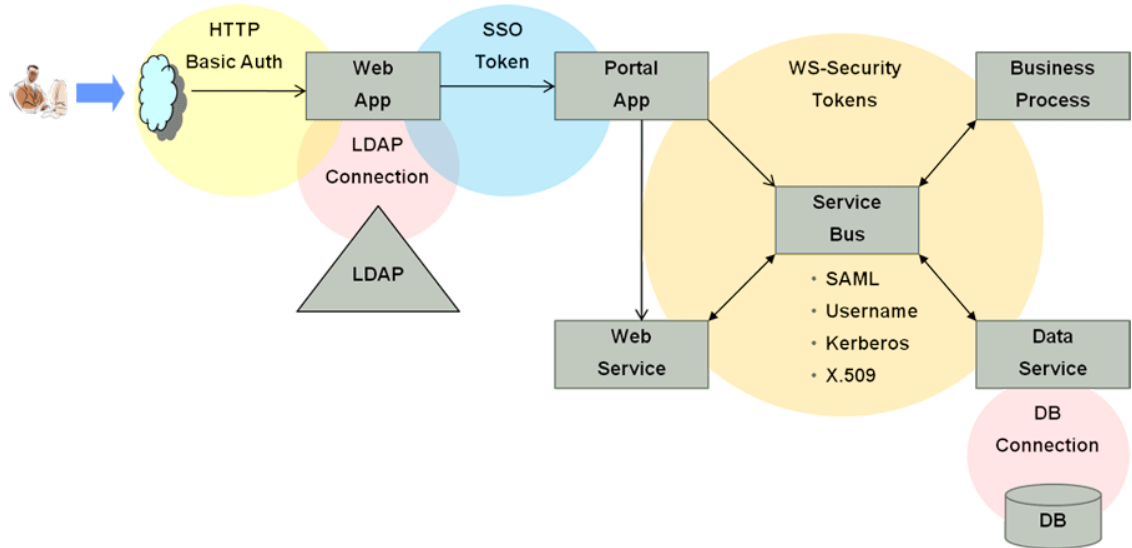 HTTP
Basic Auth
SSO
Token
Web
App
Portal
App
WS-Security
Tokens
Business
Process
LDAP
Connection
LDAP
Service
Bus
• SAML
• Username
• Kerberos
• X.509
Web
Service
Data
Service
DB
Connection
DB